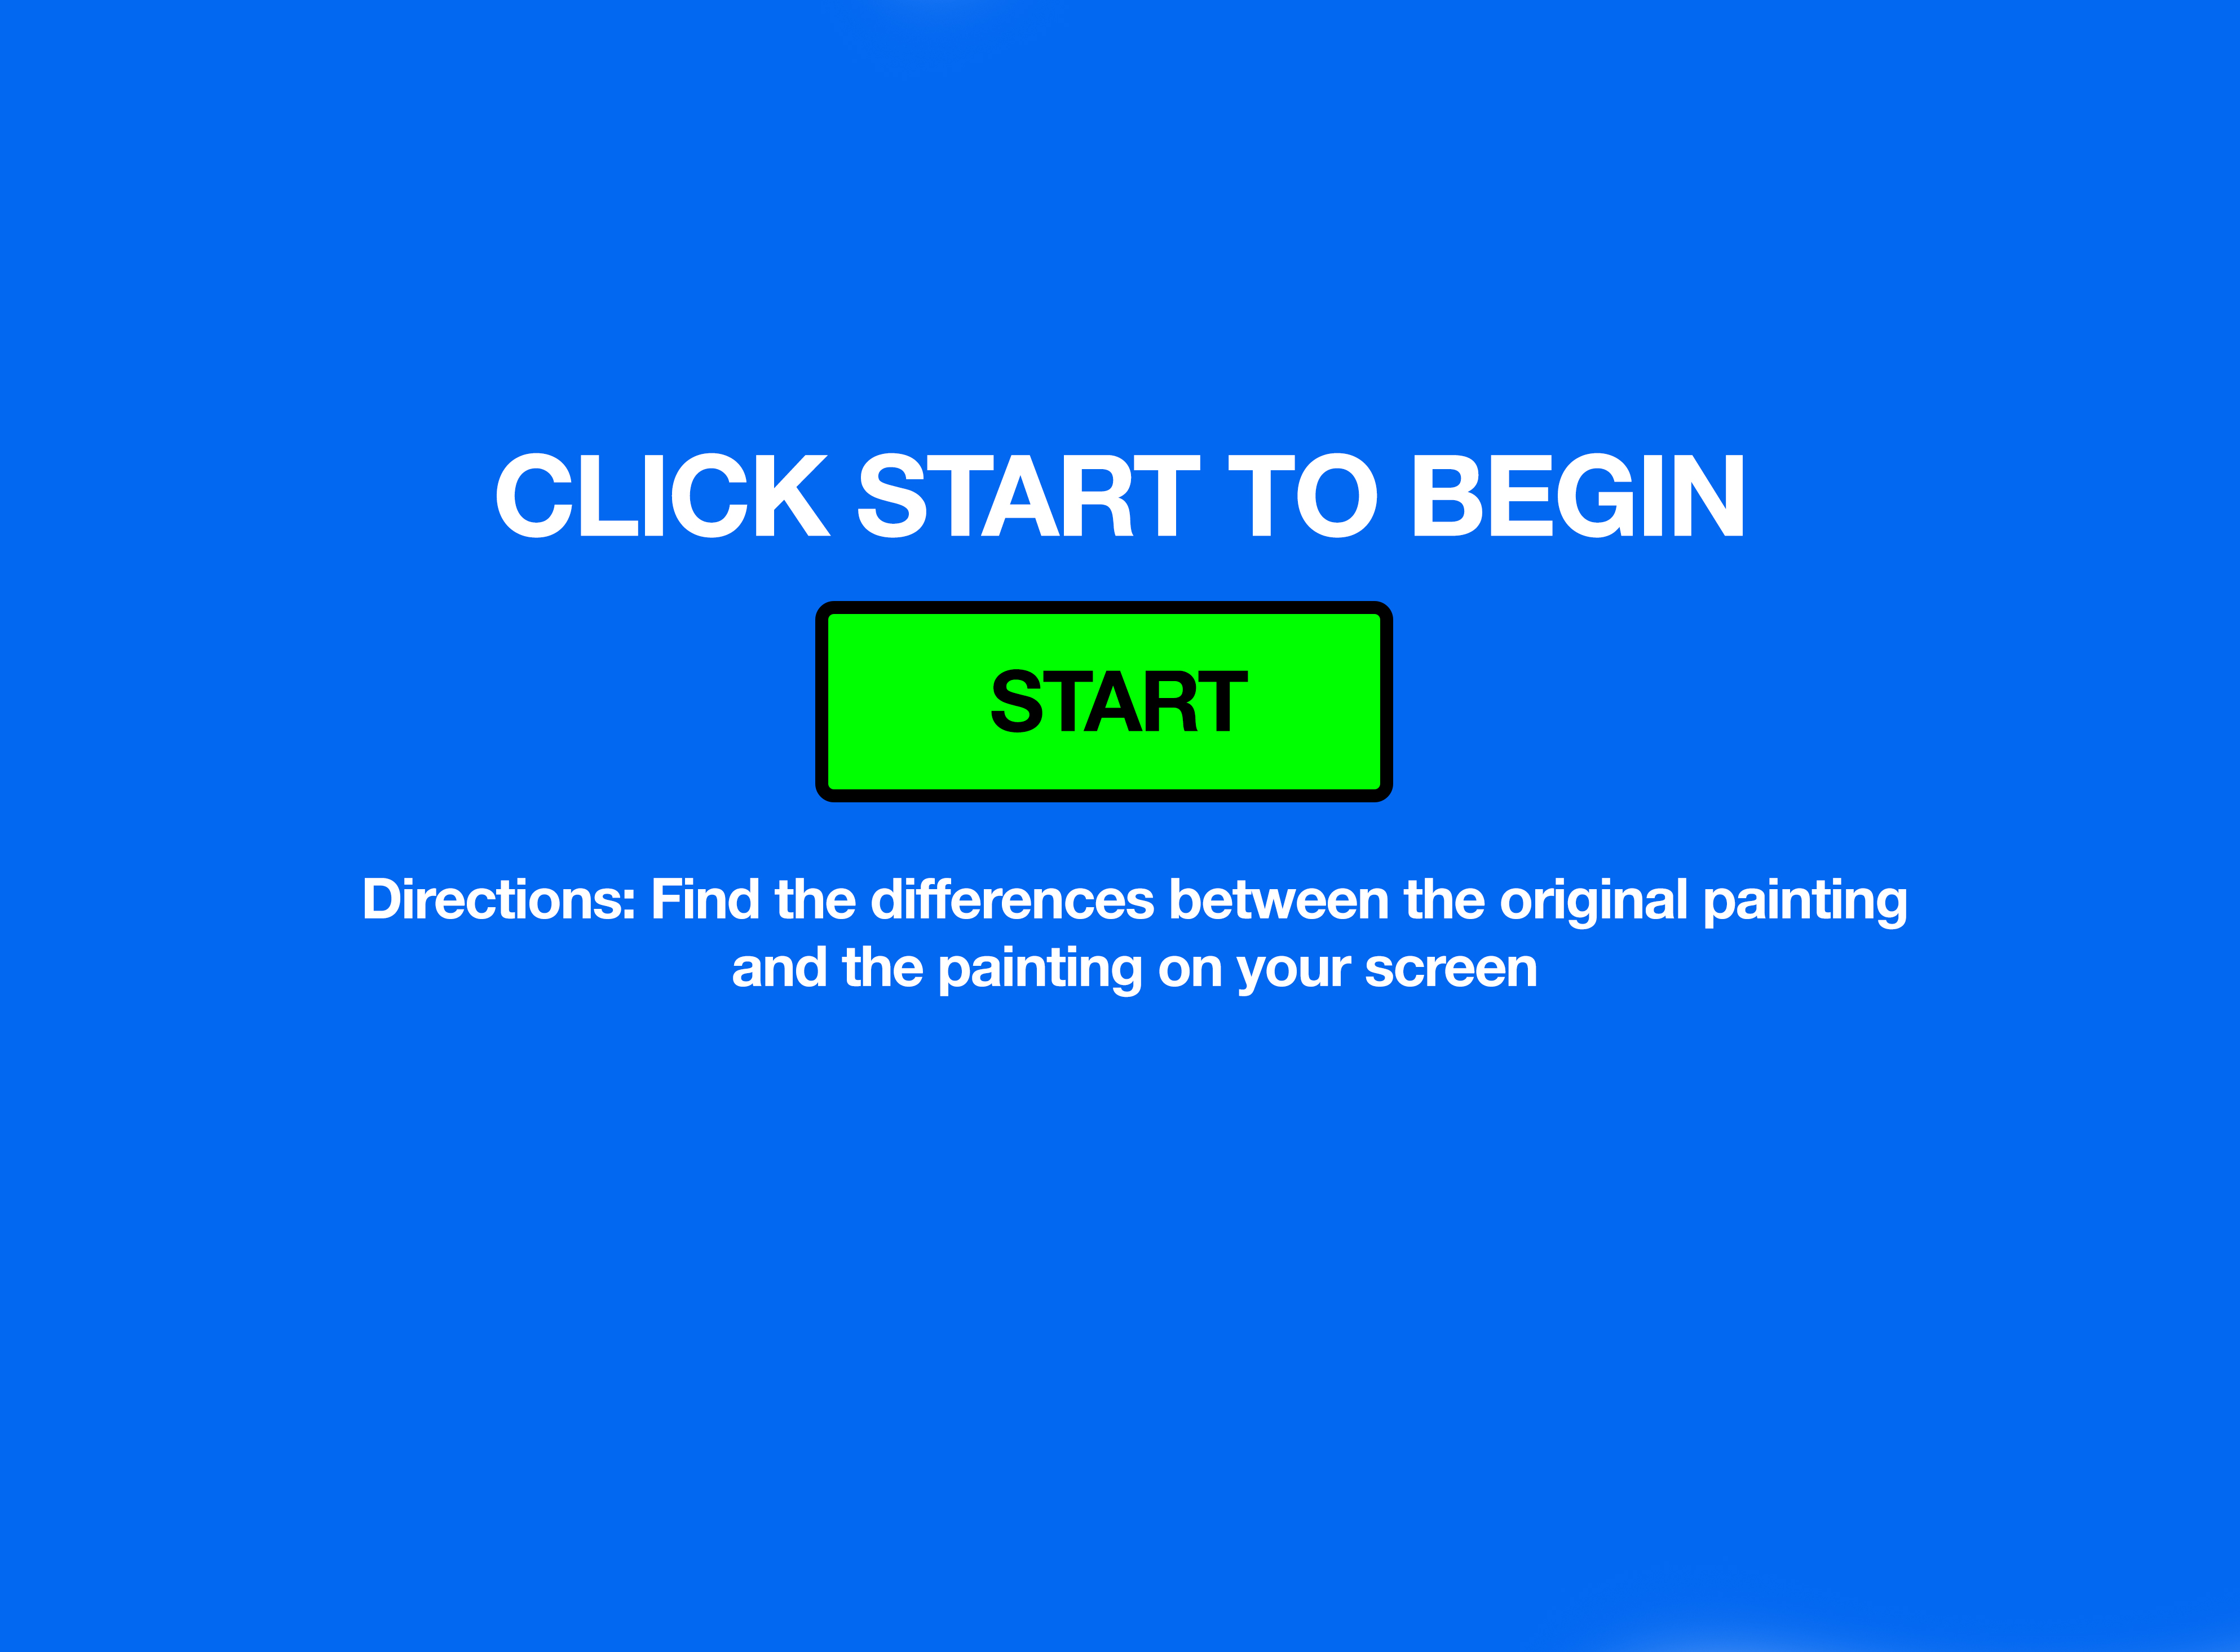 CLICK START TO BEGIN
START
Directions: Find the differences between the original painting
and the painting on your screen